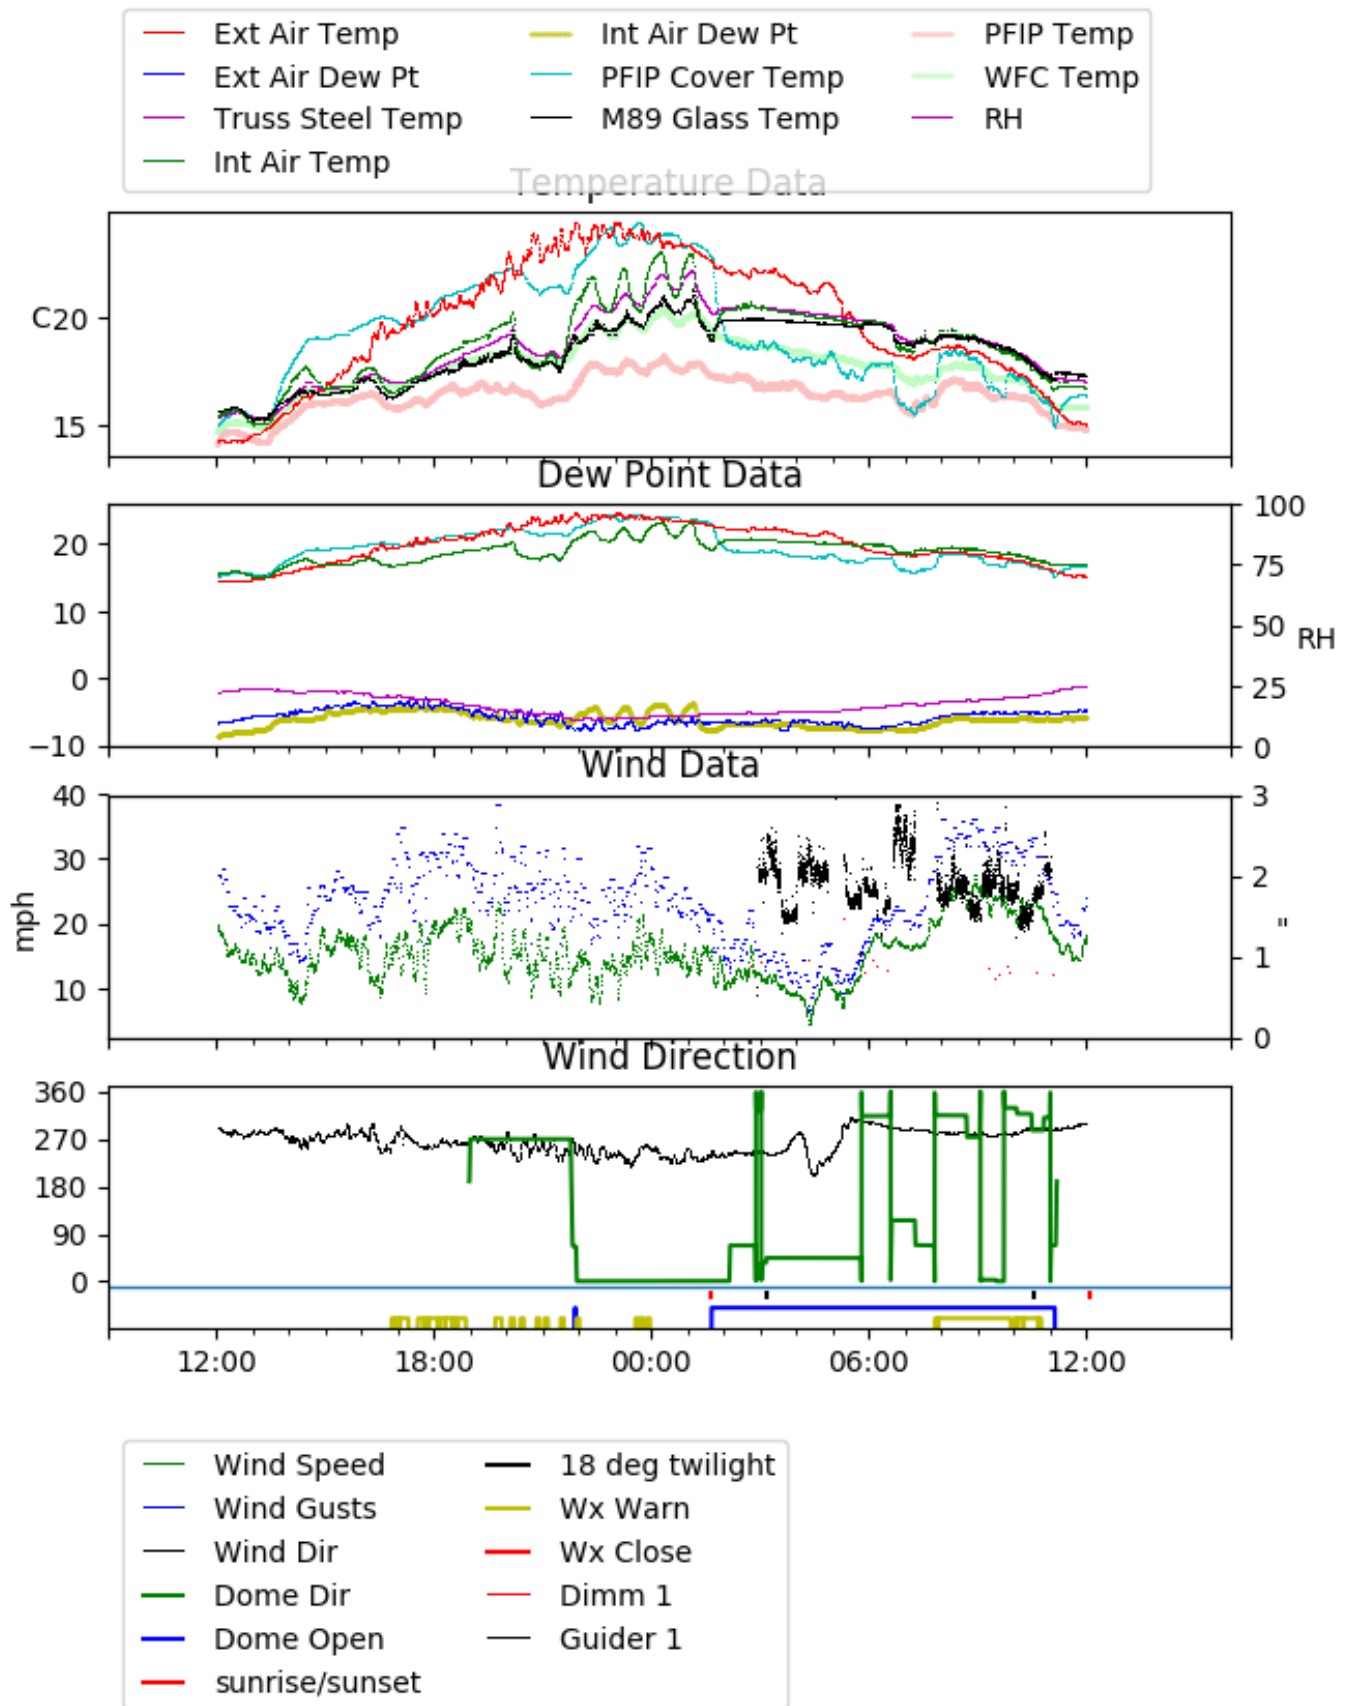 Ext Air Temp Int Air Dew Pt PFIP Temp
Ext Air Dew Pt PFIP Cover Temp WFC Temp
Truss Steel Temp M89 Glass Temp RH
Int Air Temp
Temperature Data
C20
15
Dew Point Data
20
10
0
−10
100
75
50
25
0
RH
Wind Data
40
30
20
10
mph
3
2
1
0
"
Wind Direction
360
270
180
90
0
12:00 18:00 00:00 06:00 12:00
Wind Speed 18 deg twilight
Wind Gusts Wx Warn
Wind Dir Wx Close
Dome Dir Dimm 1
Dome Open Guider 1
sunrise/sunset